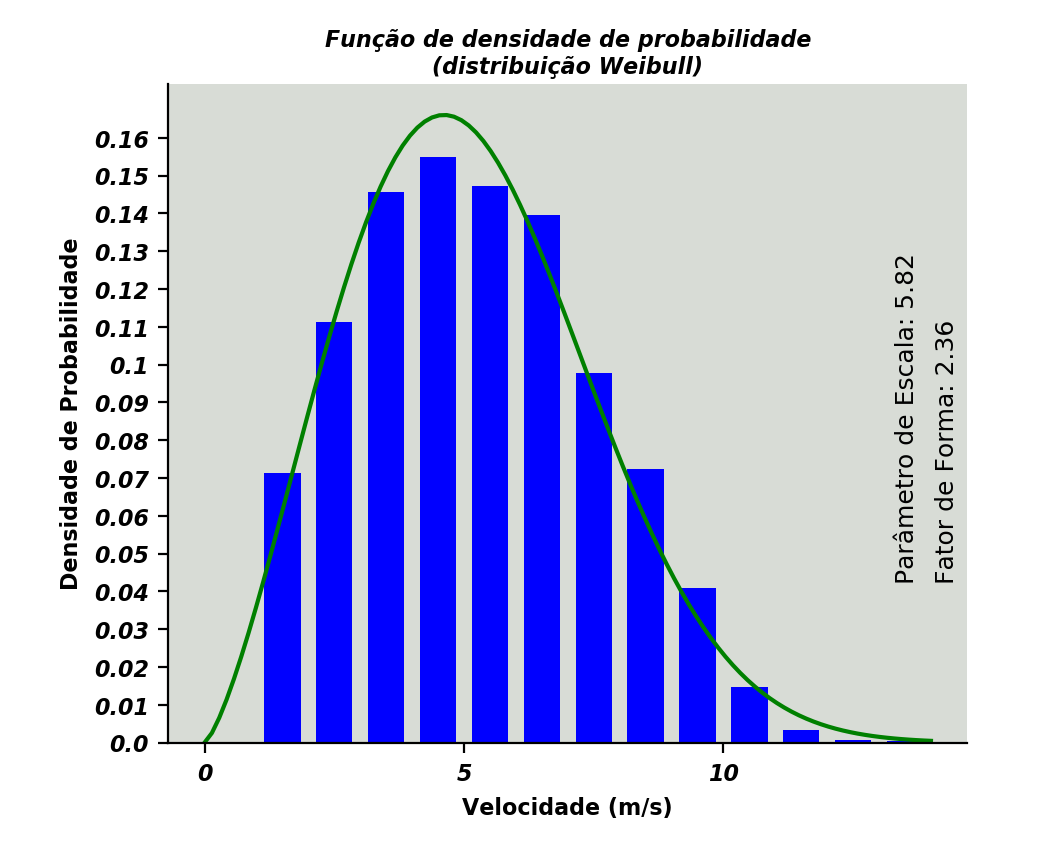 Função de densidade de probabilidade
(distribuição Weibull)
0.16
0.15
0.14
0.13
0.12
0.11
0.1
0.09
0.08
0.07
0.06
0.05
0.04
0.03
0.02
0.01
0.0
Densidade de Probabilidade
Parâmetro de Escala: 5.82
Fator de Forma: 2.36
0 5 10
Velocidade (m/s)